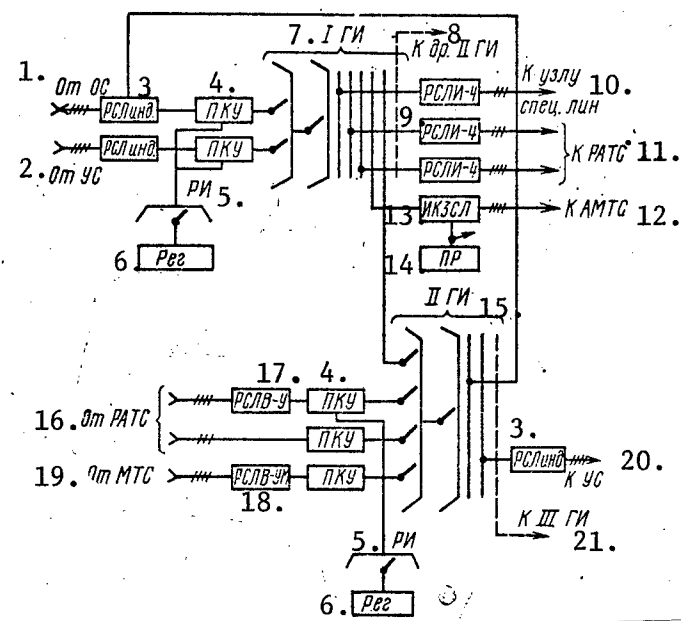 7. I ГИ
8
К др. II ГИ
1.
От ОС
3
РСЛинд.
4.
ПКУ
РСЛИ-4
К узлу
спец. лин
10.
9
РСЛИ-4
2.
От УС
РСЛинд.
ПКУ
РСЛИ-4
К РАТС
11.
РИ
5.
13
ИКЗСЛ
К АМТС
12.
6.
Рег
14
ПР
II ГИ
15
17.
4.
16.
От РАТС
РСЛВ-У
ПКУ
ПКУ
3.
РСЛинд
20.
К УС
19.
От МТС
РСЛВ-УМ
ПКУ
18.
К III ГИ
21.
5.
РИ
6.
Рег